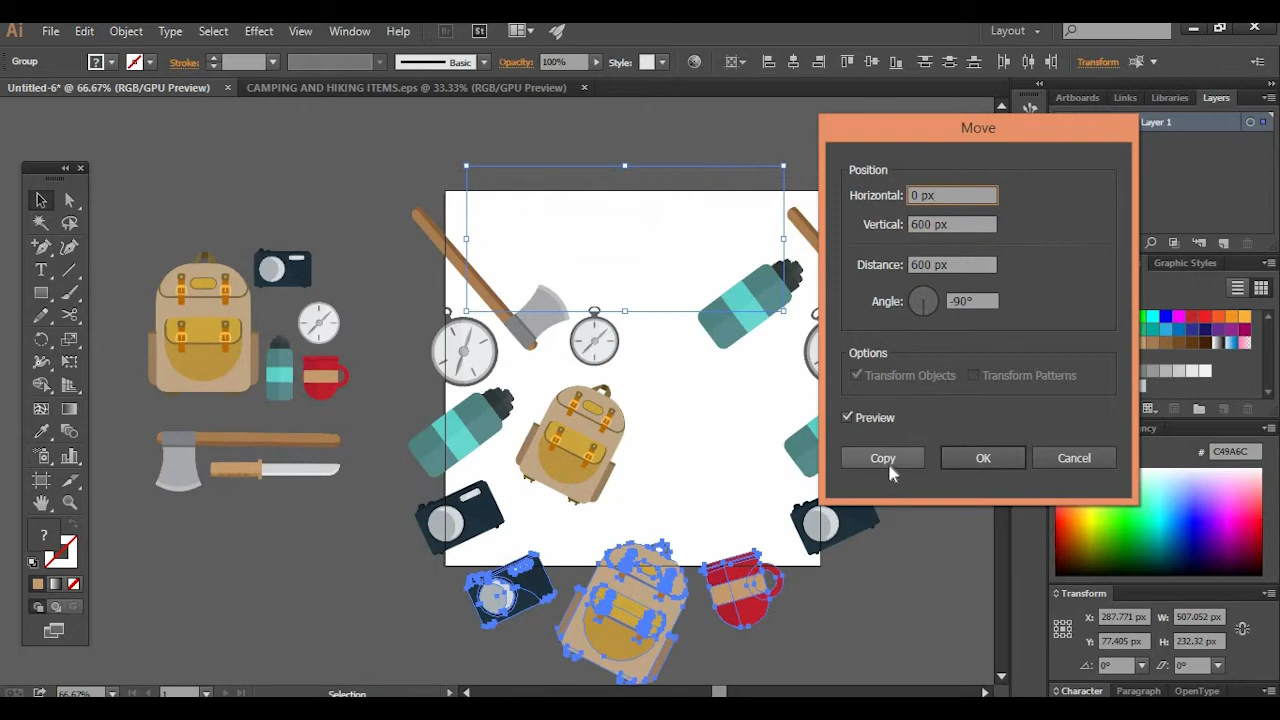 Ai File Edit Object Type Select Effect View Window Help Br St Layout
Group ? Stroke: Basic Opacity: 100% Style: Transform
Untitled-6* @ 66.67% (RGB/GPU Preview) CAMPING AND HIKING ITEMS.eps @ 33.33% (RGB/GPU Preview)
Artboards Links Libraries Layers
Layer 1
Move
Position
Horizontal: 0 px
Vertical: 600 px
Distance: 600 px
Angle: -90°
Options
Transform Objects Transform Patterns
Preview
Copy OK Cancel
Graphic Styles
# C49A6C
Transform
X: 287.771 px W: 507.052 px
Y: 77.405 px H: 232.32 px
0° 0°
Character Paragraph OpenType
?
66.67% 1 Selection